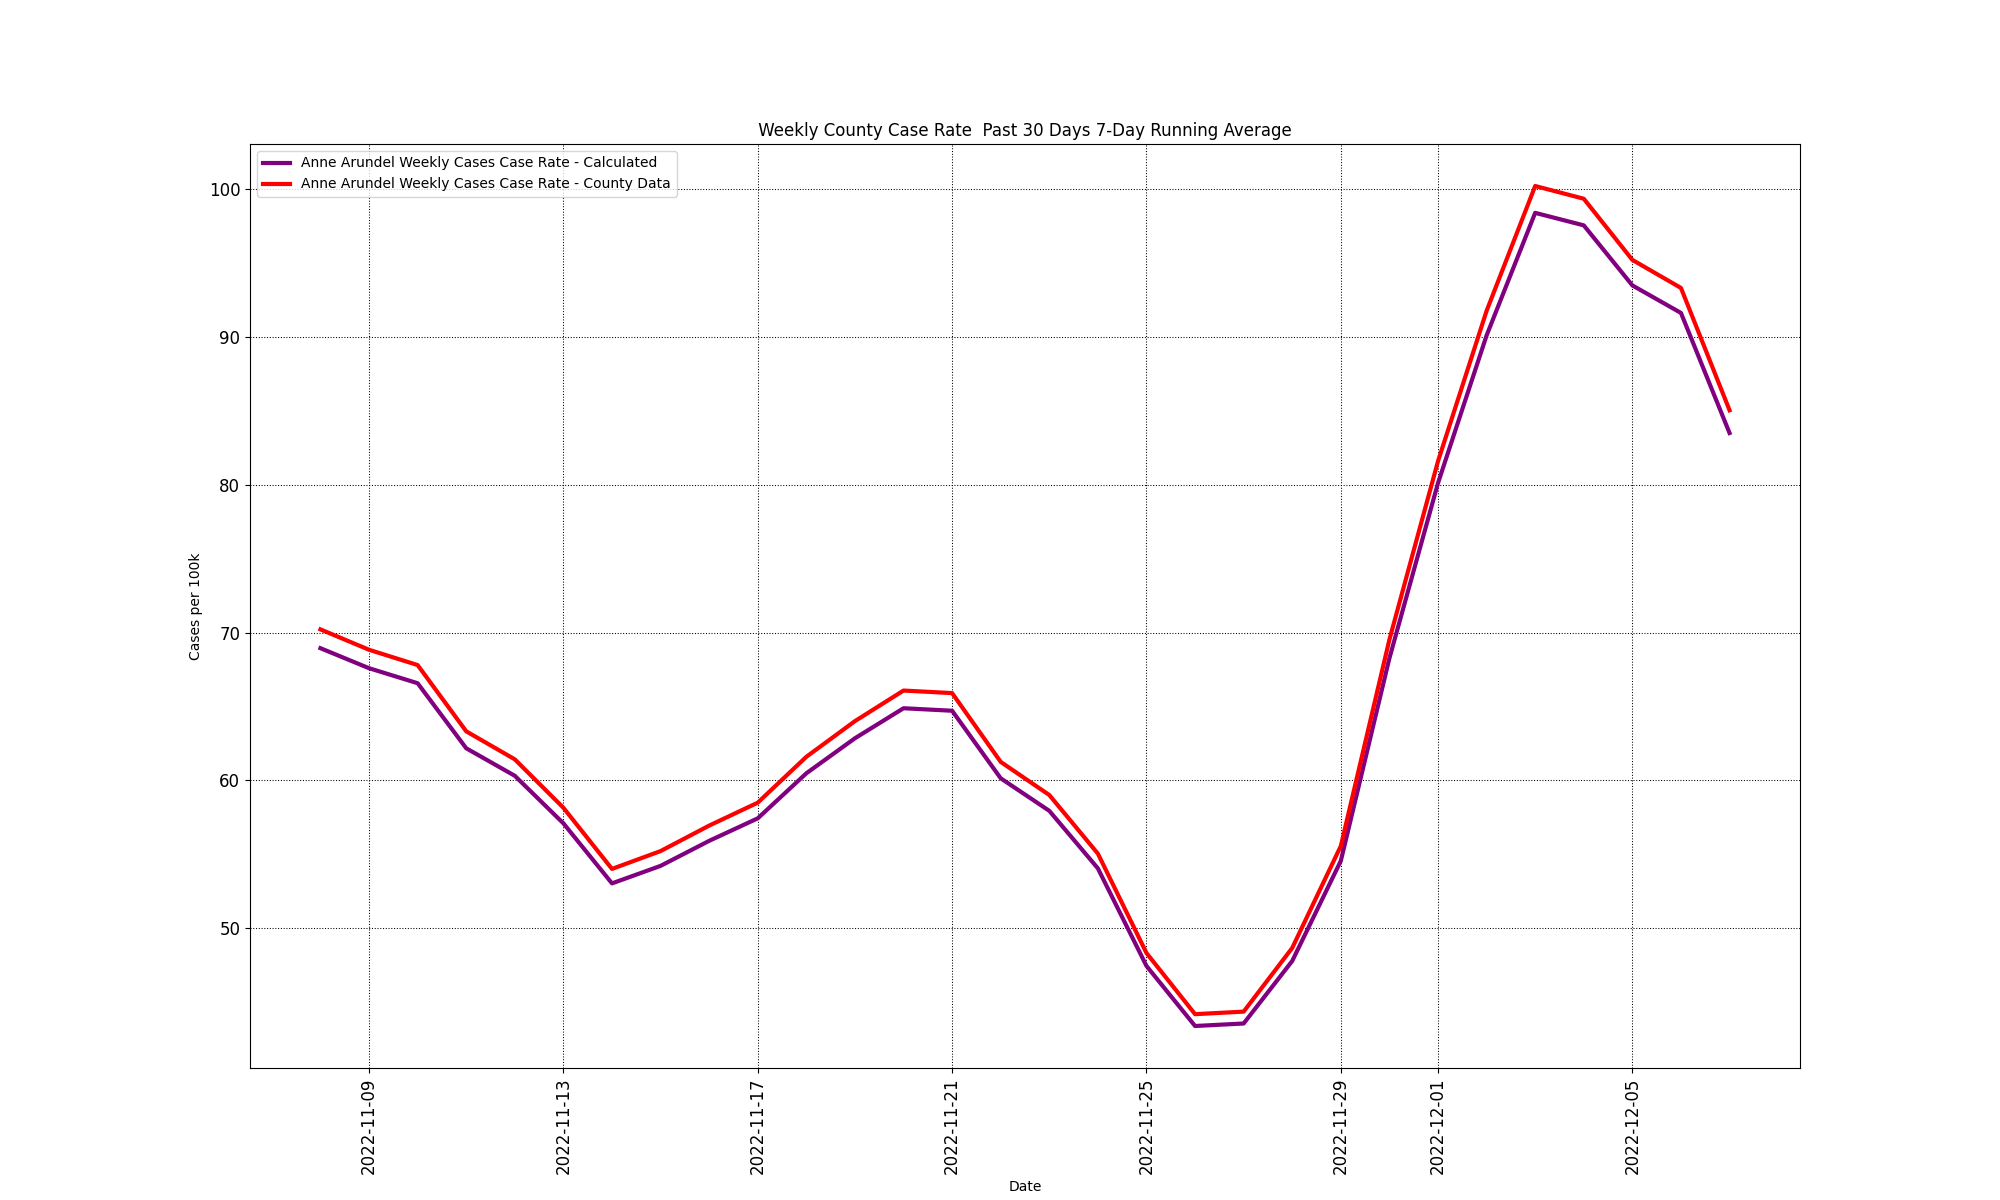 Weekly County Case Rate  Past 30 Days 7-Day Running Average
Anne Arundel Weekly Cases Case Rate - Calculated
Anne Arundel Weekly Cases Case Rate - County Data
100
90
80
70
60
50
Cases per 100k
2022-11-09
2022-11-13
2022-11-17
2022-11-21
2022-11-25
2022-11-29
2022-12-01
2022-12-05
Date